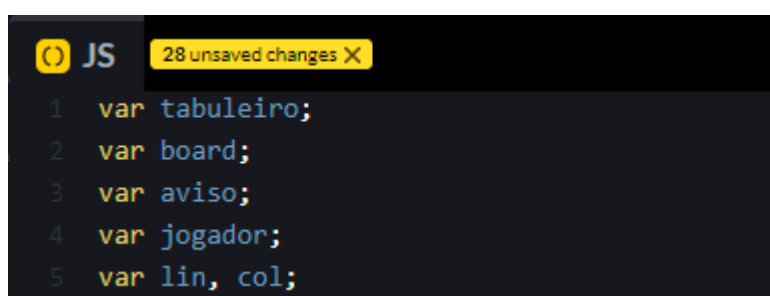 () JS 28 unsaved changes X
1 var tabuleiro;
2 var board;
3 var aviso;
4 var jogador;
5 var lin, col;